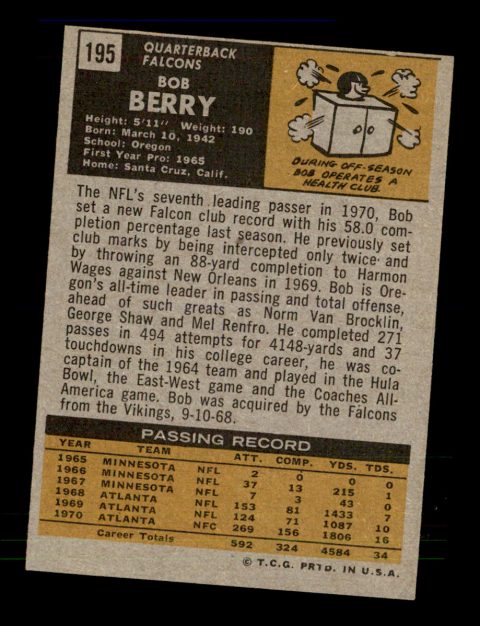 195
QUARTERBACK
FALCONS
BOB
BERRY
Height: 5'11" Weight: 190
Born: March 10, 1942
School: Oregon
First Year Pro: 1965
Home: Santa Cruz, Calif.
DURING OFF-SEASON
BOB OPERATES A
HEALTH CLUB.
The NFL's seventh leading passer in 1970, Bob
set a new Falcon club record with his 58.0 com-
pletion percentage last season. He previously set
club marks by being intercepted only twice and
by throwing an 88-yard completion to Harmon
Wages against New Orleans in 1969. Bob is Ore-
gon's all-time leader in passing and total offense,
ahead of such greats as Norm Van Brocklin,
George Shaw and Mel Renfro. He completed 271
passes in 494 attempts for 4148-yards and 37
touchdowns in his college career, he was co-
captain of the 1964 team and played in the Hula
Bowl, the East-West game and the Coaches All-
America game. Bob was acquired by the Falcons
from the Vikings, 9-10-68.
PASSING RECORD
YEAR TEAM ATT. COMP. YDS. TDS.
1965 MINNESOTA NFL 2 0 0 0
1966 MINNESOTA NFL 37 13 215 1
1967 MINNESOTA NFL 7 3 43 0
1968 ATLANTA NFL 153 81 1433 7
1969 ATLANTA NFL 124 71 1087 10
1970 ATLANTA NFC 269 156 1806 16
Career Totals 592 324 4584 34
© T.C.G. PRTD. IN U.S.A.